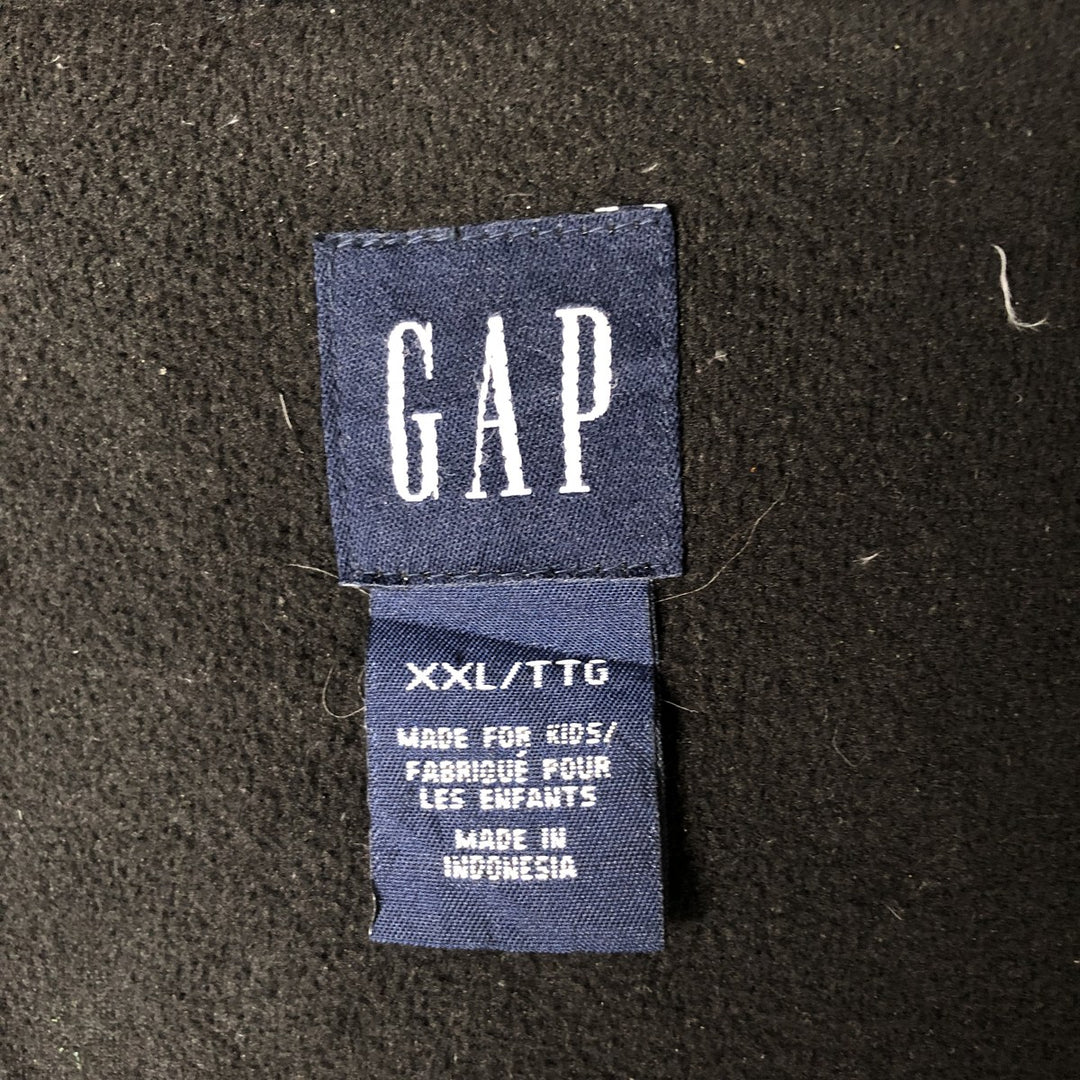 GAP
XXL/TTG
MADE FOR KIDS/
FABRIQUÉ POUR
LES ENFANTS
MADE IN
INDONESIA